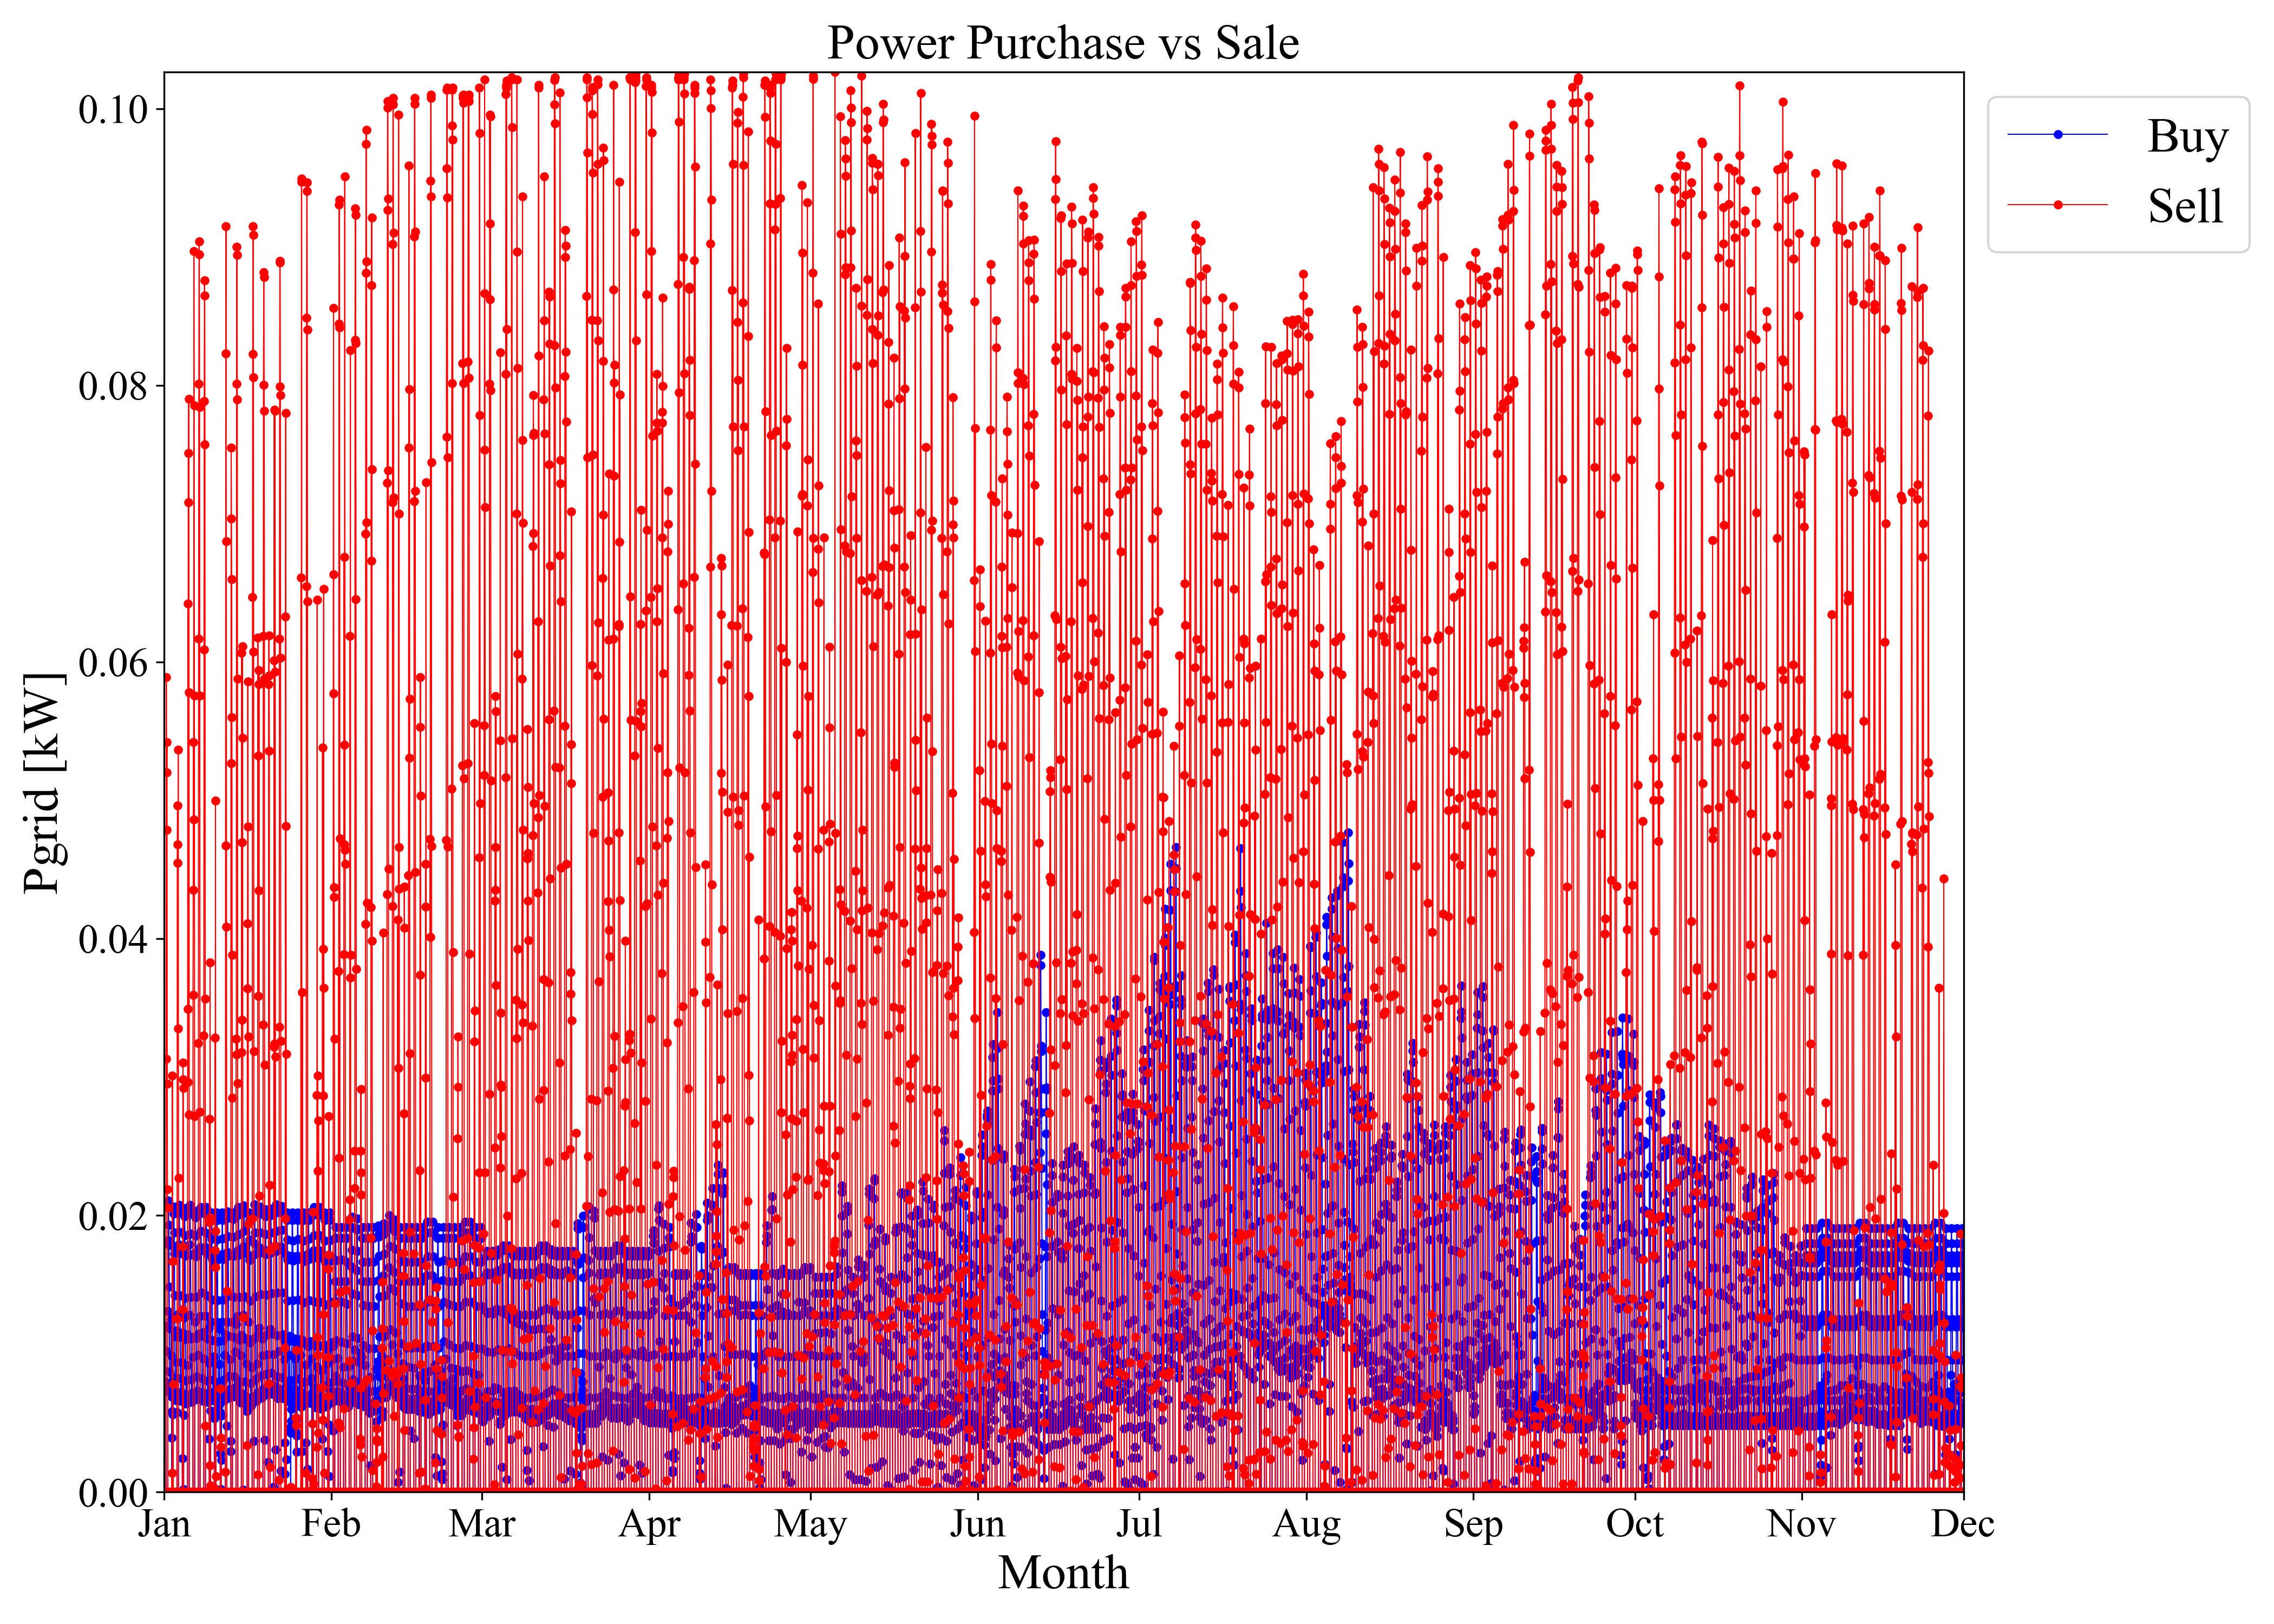 Power Purchase vs Sale
Buy
Sell
Pgrid [kW]
0.10
0.08
0.06
0.04
0.02
0.00
Jan Feb Mar Apr May Jun Jul Aug Sep Oct Nov Dec
Month